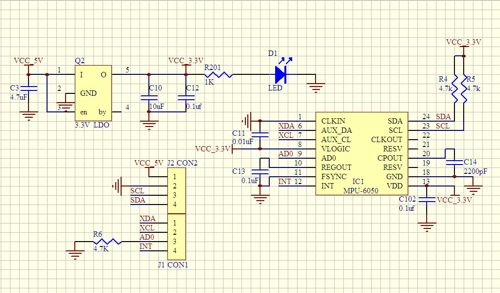 VCC_3.3V
VCC_5V
Q2
VCC_3.3V
D1
1
I
O
5
R201
1K
LED
C3
4.7uF
2
GND
C10
10uF
C12
0.1uf
R4
4.7k
R5
4.7k
3
en
by
4
3.3V LDO
C11
0.01uF
XDA
XCL
VCC_3.3V
AD0
C13
0.1uf
INT
1 CLKIN
6 AUX_DA
7 AUX_CL
8 VLOGIC
9 AD0
10 REGOUT
11 FSYNC
12 INT
SDA 24 SDA
SCL 23 SCL
CLKOUT 22
RESV 21
CPOUT 20
RESV 19
GND 18
VDD 13
IC1
MPU-6050
C14
2200pF
C102
0.1uf
VCC_3.3V
VCC_5V
J2 CON2
1
2
SCL 3
SDA 4
XDA 1
XCL 2
AD0 3
INT 4
R6
4.7K
J1 CON1